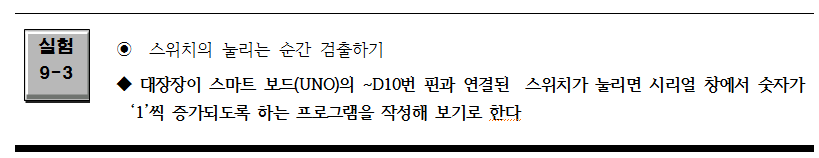 실험
9-3
◉ 스위치의 눌리는 순간 검출하기
◆ 대장장이 스마트 보드(UNO)의 ~D10번 핀과 연결된 스위치가 눌리면 시리얼 창에서 숫자가
‘1’씩 증가되도록 하는 프로그램을 작성해 보기로 한다